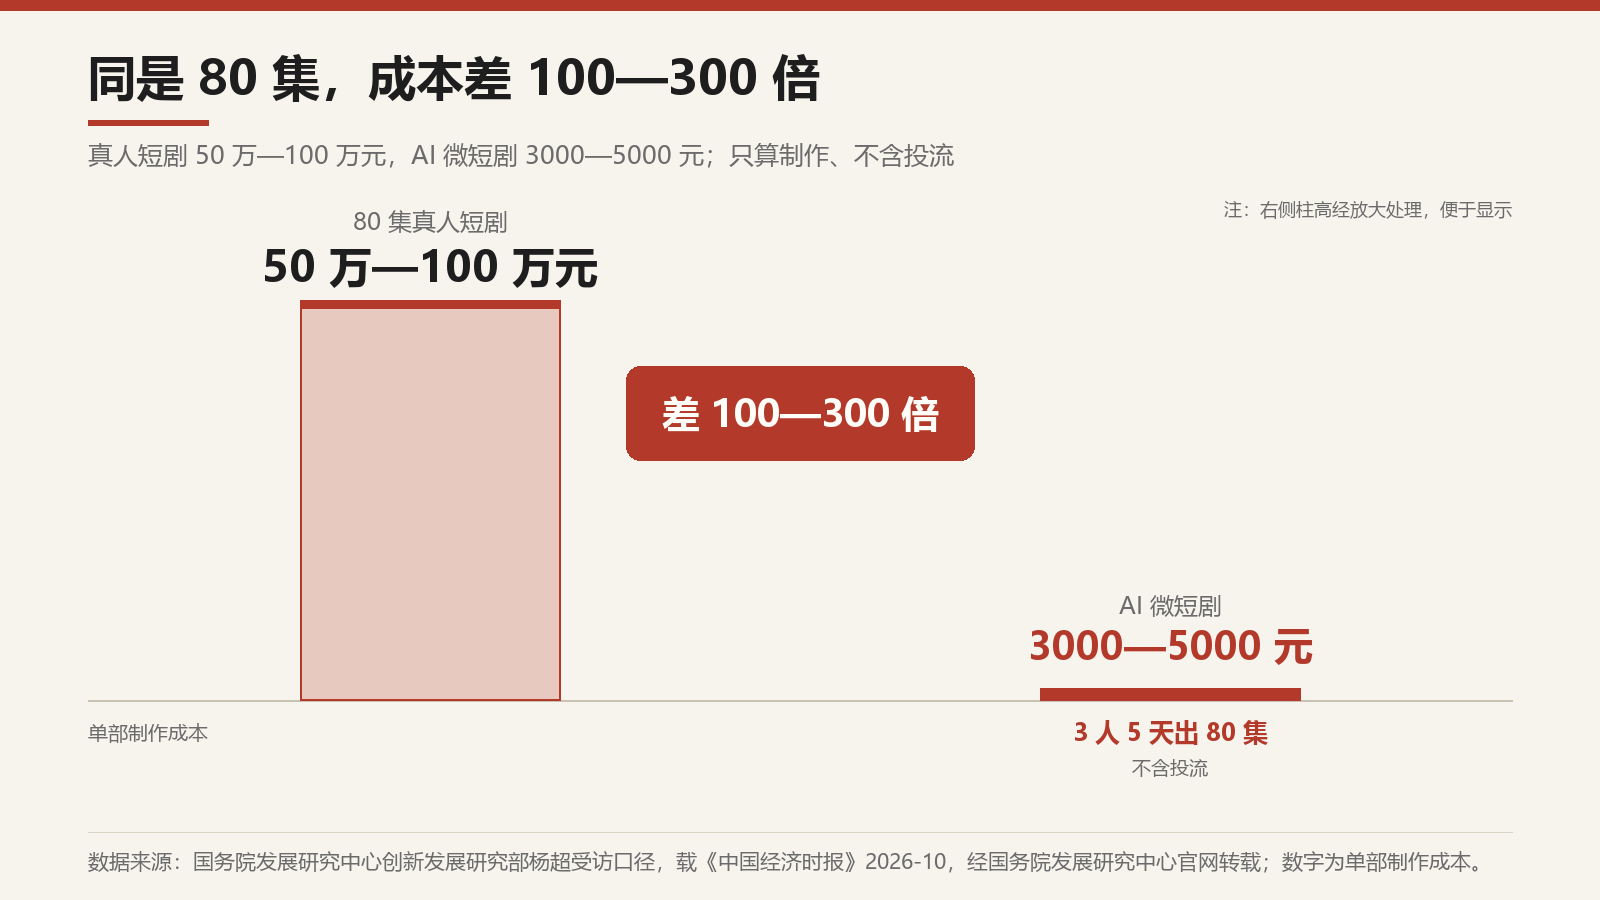 同是 80 集，成本差 100—300 倍
真人短剧 50 万—100 万元，AI 微短剧 3000—5000 元；只算制作、不含投流
注：右侧柱高经放大处理，便于显示
80 集真人短剧
50 万—100 万元
差 100—300 倍
AI 微短剧
3000—5000 元
单部制作成本
3 人 5 天出 80 集
不含投流
数据来源：国务院发展研究中心创新发展研究部杨超受访口径，载《中国经济时报》2026-10，经国务院发展研究中心官网转载；数字为单部制作成本。